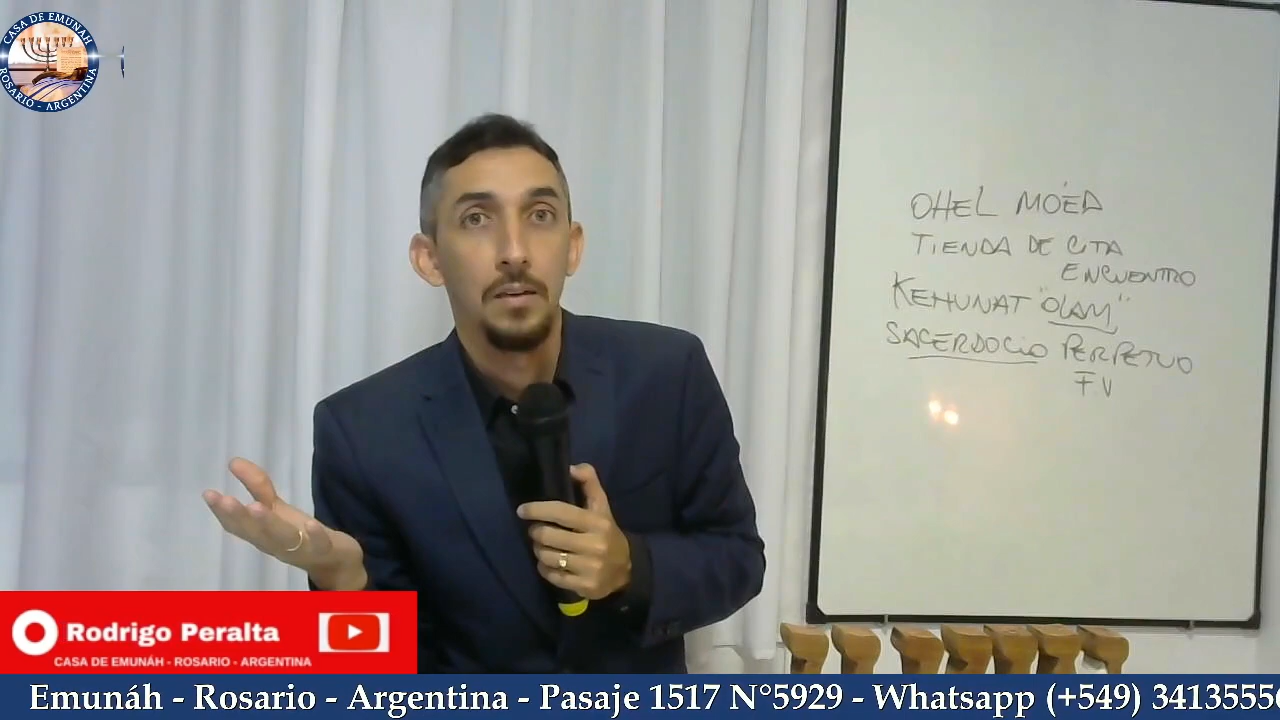 CASA DE EMUNÁH
ROSARIO - ARGENTINA
OHEL MOÉD
TIENDA DE CITA
ENCUENTRO
KEHUNAT "OLAM"
SACERDOCIO PERPETUO
Rodrigo Peralta
CASA DE EMUNÁH - ROSARIO - ARGENTINA
Emunáh - Rosario - Argentina - Pasaje 1517 N°5929 - Whatsapp (+549) 3413555